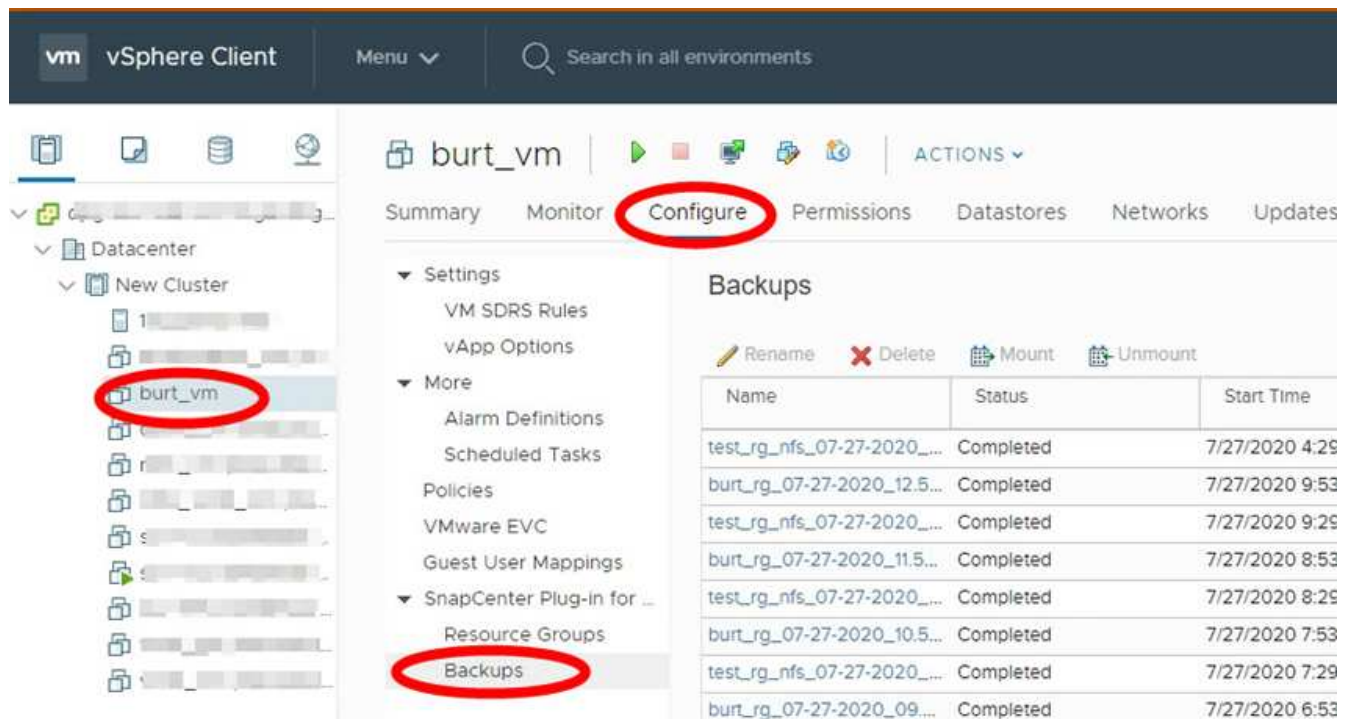 vm vSphere Client Menu Search in all environments
burt_vm ACTIONS
Summary Monitor Configure Permissions Datastores Networks Updates
Datacenter
New Cluster
burt_vm
Settings
VM SDRS Rules
vApp Options
More
Alarm Definitions
Scheduled Tasks
Policies
VMware EVC
Guest User Mappings
SnapCenter Plug-in for ...
Resource Groups
Backups
Backups
Rename Delete Mount Unmount
Name Status Start Time
test_rg_nfs_07-27-2020_... Completed 7/27/2020 4:29
burt_rg_07-27-2020_12.5... Completed 7/27/2020 9:53
test_rg_nfs_07-27-2020_... Completed 7/27/2020 9:29
burt_rg_07-27-2020_11.5... Completed 7/27/2020 8:53
test_rg_nfs_07-27-2020_... Completed 7/27/2020 8:29
burt_rg_07-27-2020_10.5... Completed 7/27/2020 7:53
test_rg_nfs_07-27-2020_... Completed 7/27/2020 7:29
burt_rg_07-27-2020_09.... Completed 7/27/2020 6:53